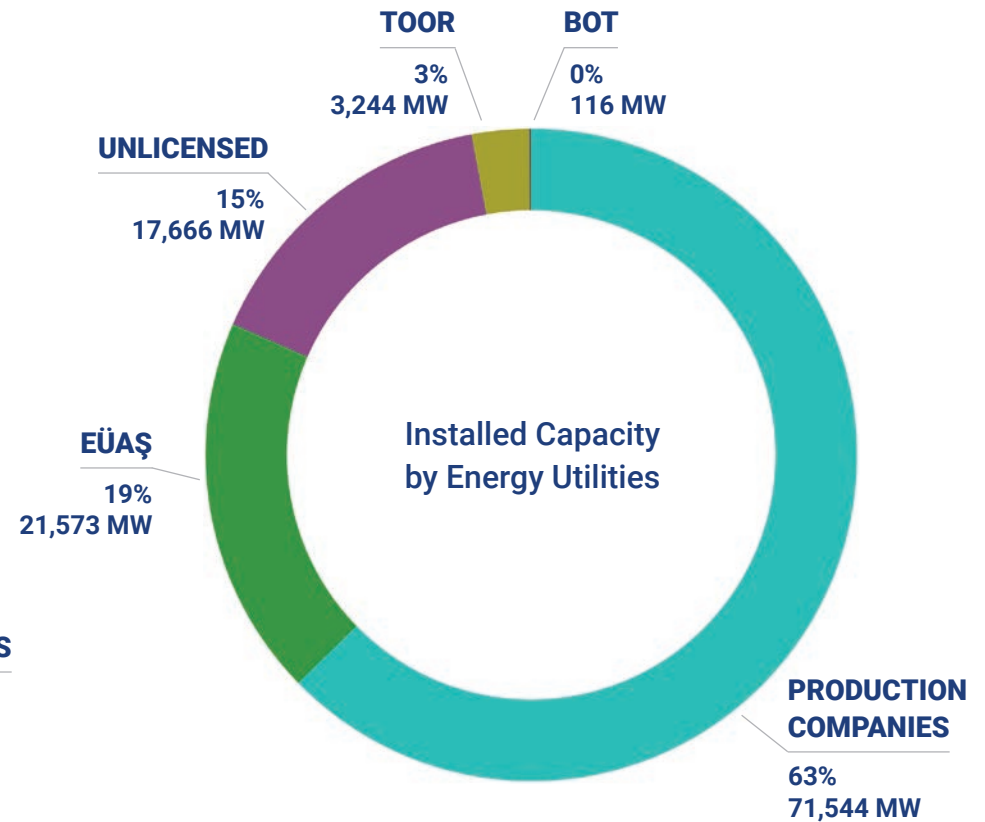 TOOR
3%
3,244 MW
BOT
0%
116 MW
UNLICENSED
15%
17,666 MW
EÜAŞ
19%
21,573 MW
Installed Capacity
by Energy Utilities
S
PRODUCTION
COMPANIES
63%
71,544 MW